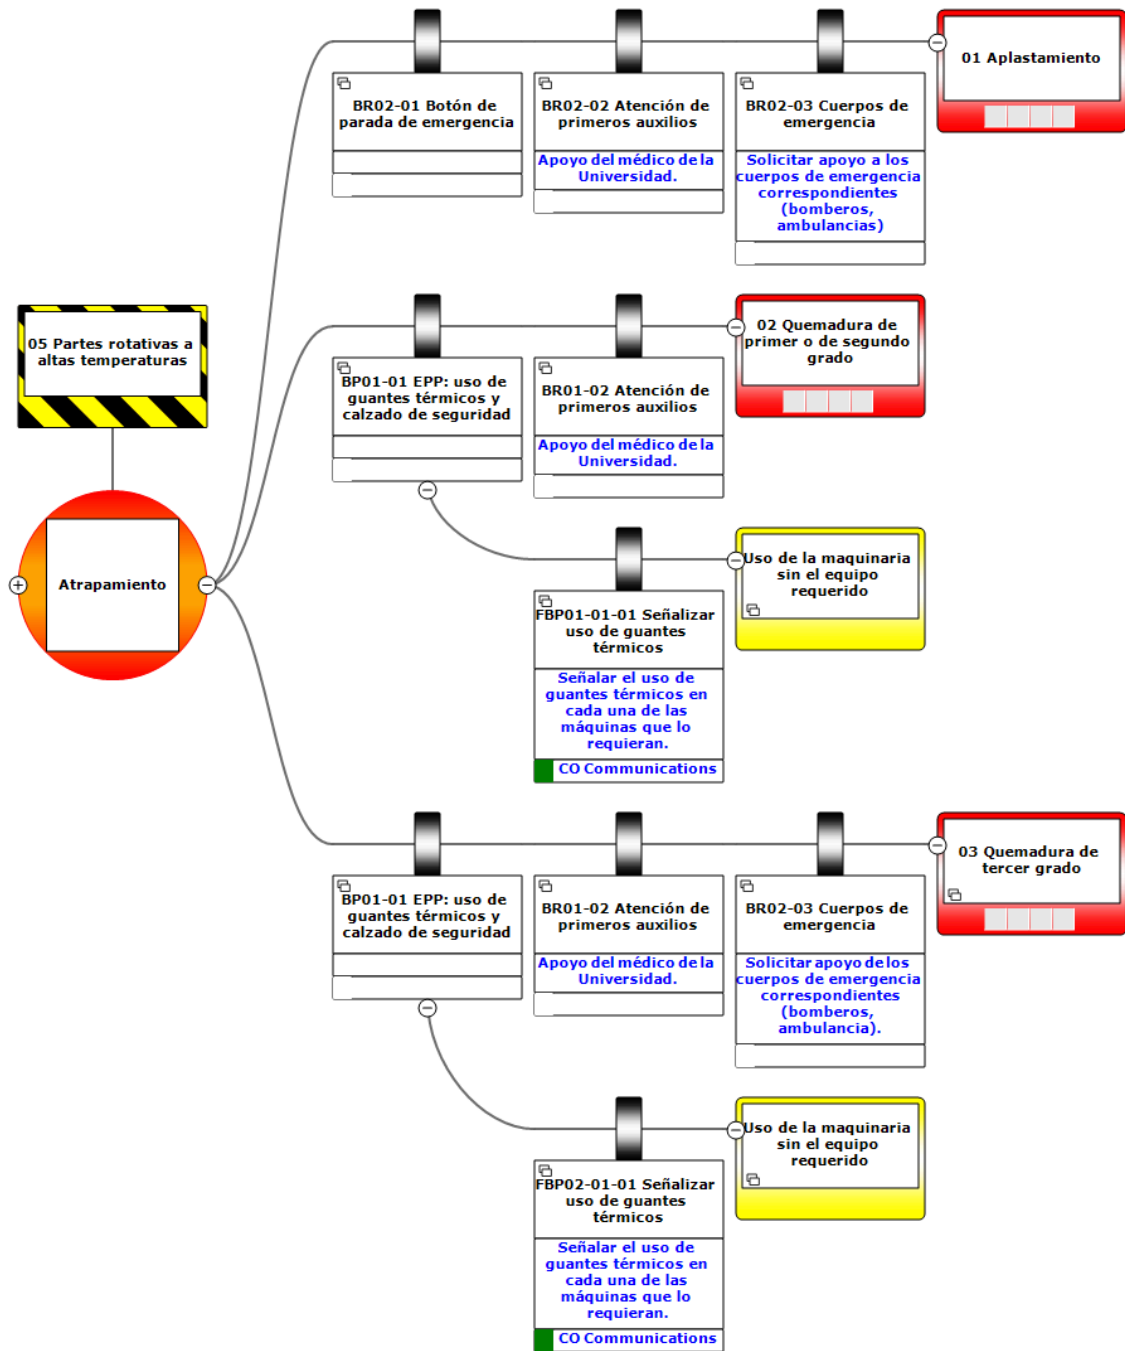 01 Aplastamiento
BR02-01 Botón de
parada de emergencia
BR02-02 Atención de
primeros auxilios
Apoyo del médico de la
Universidad.
BR02-03 Cuerpos de
emergencia
Solicitar apoyo a los
cuerpos de emergencia
correspondientes
(bomberos,
ambulancias)
05 Partes rotativas a
altas temperaturas
Atrapamiento
02 Quemadura de
primer o de segundo
grado
BP01-01 EPP: uso de
guantes térmicos y
calzado de seguridad
BR01-02 Atención de
primeros auxilios
Apoyo del médico de la
Universidad.
Uso de la maquinaria
sin el equipo
requerido
FBP01-01-01 Señalizar
uso de guantes
térmicos
Señalar el uso de
guantes térmicos en
cada una de las
máquinas que lo
requieran.
CO Communications
03 Quemadura de
tercer grado
BP01-01 EPP: uso de
guantes térmicos y
calzado de seguridad
BR01-02 Atención de
primeros auxilios
Apoyo del médico de la
Universidad.
BR02-03 Cuerpos de
emergencia
Solicitar apoyo de los
cuerpos de emergencia
correspondientes
(bomberos,
ambulancia).
Uso de la maquinaria
sin el equipo
requerido
FBP02-01-01 Señalizar
uso de guantes
térmicos
Señalar el uso de
guantes térmicos en
cada una de las
máquinas que lo
requieran.
CO Communications